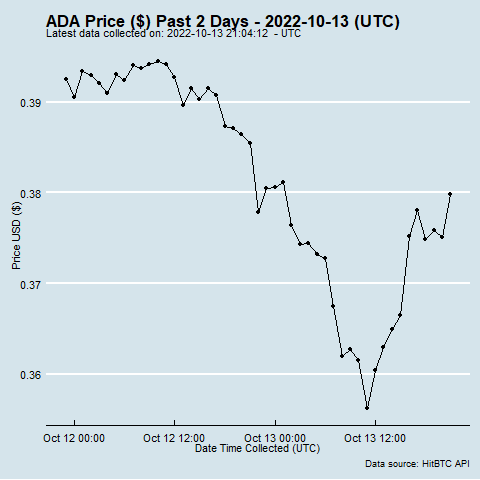 ADA Price ($) Past 2 Days - 2022-10-13 (UTC)
Latest data collected on: 2022-10-13 21:04:12  - UTC
0.39
0.38
0.37
0.36
Price USD ($)
Oct 12 00:00
Oct 12 12:00
Oct 13 00:00
Oct 13 12:00
Date Time Collected (UTC)
Data source: HitBTC API